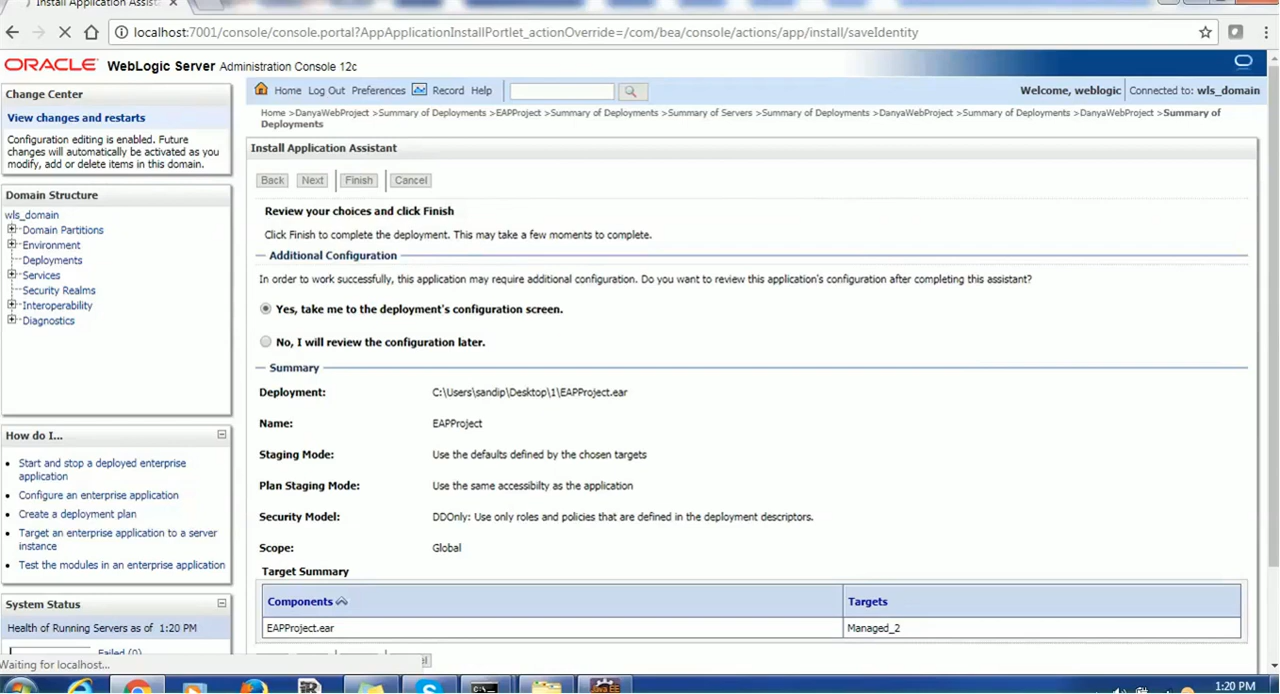 Install Application Assist
localhost:7001/console/console.portal?AppApplicationInstallPortlet_actionOverride=/com/bea/console/actions/app/install/saveIdentity
ORACLE WebLogic Server Administration Console 12c
Change Center
View changes and restarts
Configuration editing is enabled. Future
changes will automatically be activated as you
modify, add or delete items in this domain.
Domain Structure
wls_domain
Domain Partitions
Environment
Deployments
Services
Security Realms
Interoperability
Diagnostics
How do I...
Start and stop a deployed enterprise
application
Configure an enterprise application
Create a deployment plan
Target an enterprise application to a server
instance
Test the modules in an enterprise application
System Status
Health of Running Servers as of 1:20 PM
Failed (0)
Waiting for localhost...
Home Log Out Preferences Record Help
Welcome, weblogic Connected to: wls_domain
Home >DanyaWebProject >Summary of Deployments >EAPProject >Summary of Deployments >Summary of Servers >Summary of Deployments >DanyaWebProject >Summary of Deployments >DanyaWebProject >Summary of
Deployments
Install Application Assistant
Back Next Finish Cancel
Review your choices and click Finish
Click Finish to complete the deployment. This may take a few moments to complete.
Additional Configuration
In order to work successfully, this application may require additional configuration. Do you want to review this application's configuration after completing this assistant?
Yes, take me to the deployment's configuration screen.
No, I will review the configuration later.
Summary
Deployment: C:\Users\sandip\Desktop\1\EAPProject.ear
Name: EAPProject
Staging Mode: Use the defaults defined by the chosen targets
Plan Staging Mode: Use the same accessibilty as the application
Security Model: DDOnly: Use only roles and policies that are defined in the deployment descriptors.
Scope: Global
Target Summary
Components Targets
EAPProject.ear Managed_2
1:20 PM